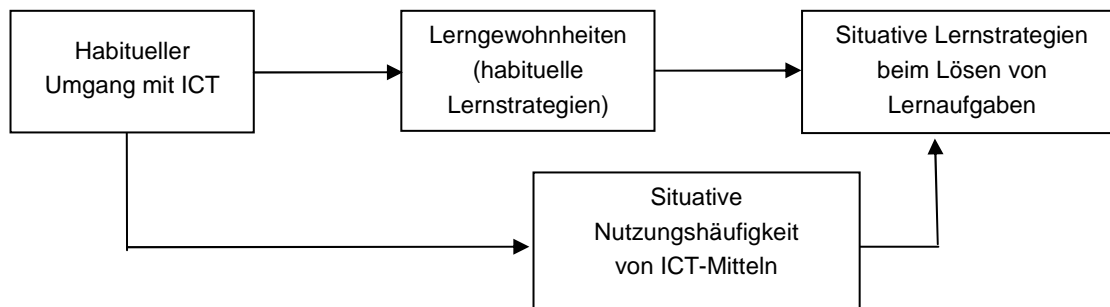 Habitueller
Umgang mit ICT
Lerngewohnheiten
(habituelle
Lernstrategien)
Situative Lernstrategien
beim Lösen von
Lernaufgaben
Situative
Nutzungshäufigkeit
von ICT-Mitteln